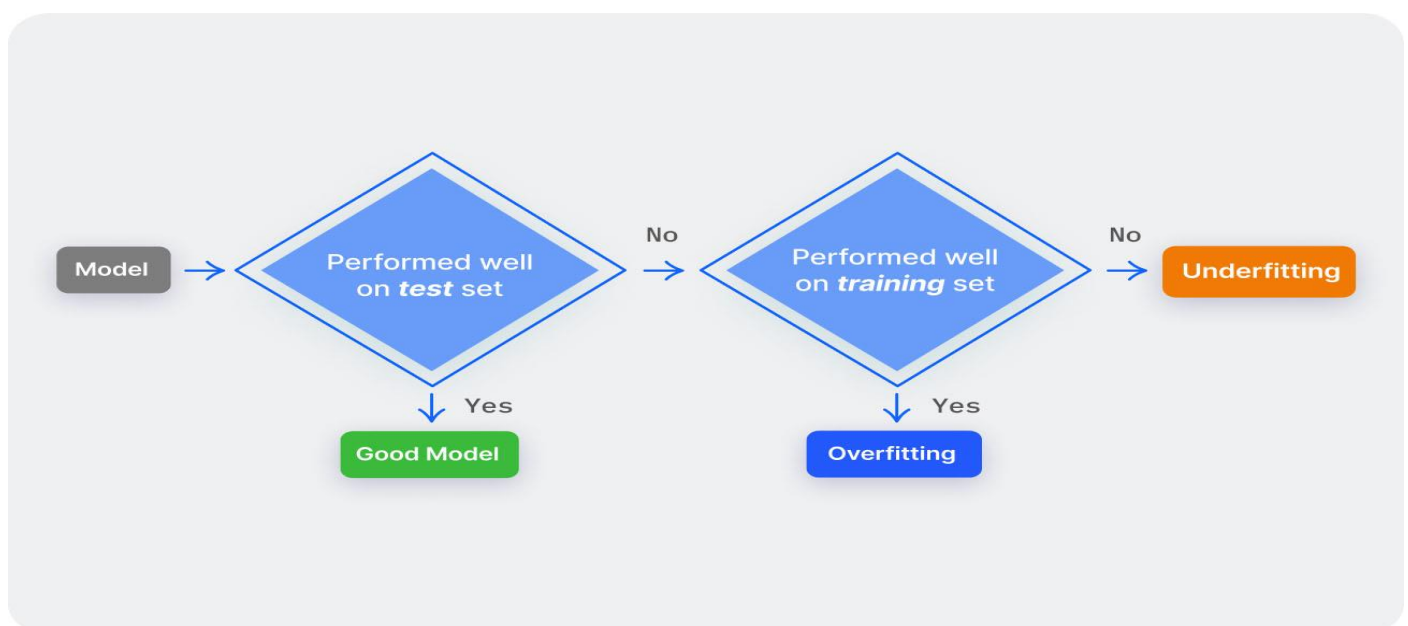 Model
Performed well
on test set
No
Performed well
on training set
No
Underfitting
Yes
Good Model
Yes
Overfitting